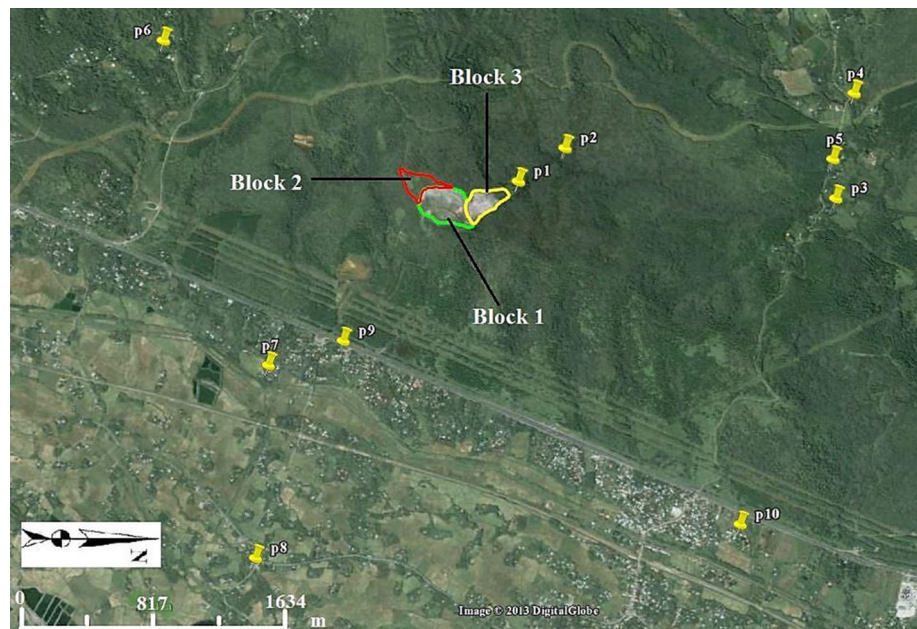 p6
Block 3
p4
p2
p5
p1
Block 2
p3
Block 1
p9
p7
p10
N
p8
0 817 1634
m
Image © 2013 DigitalGlobe